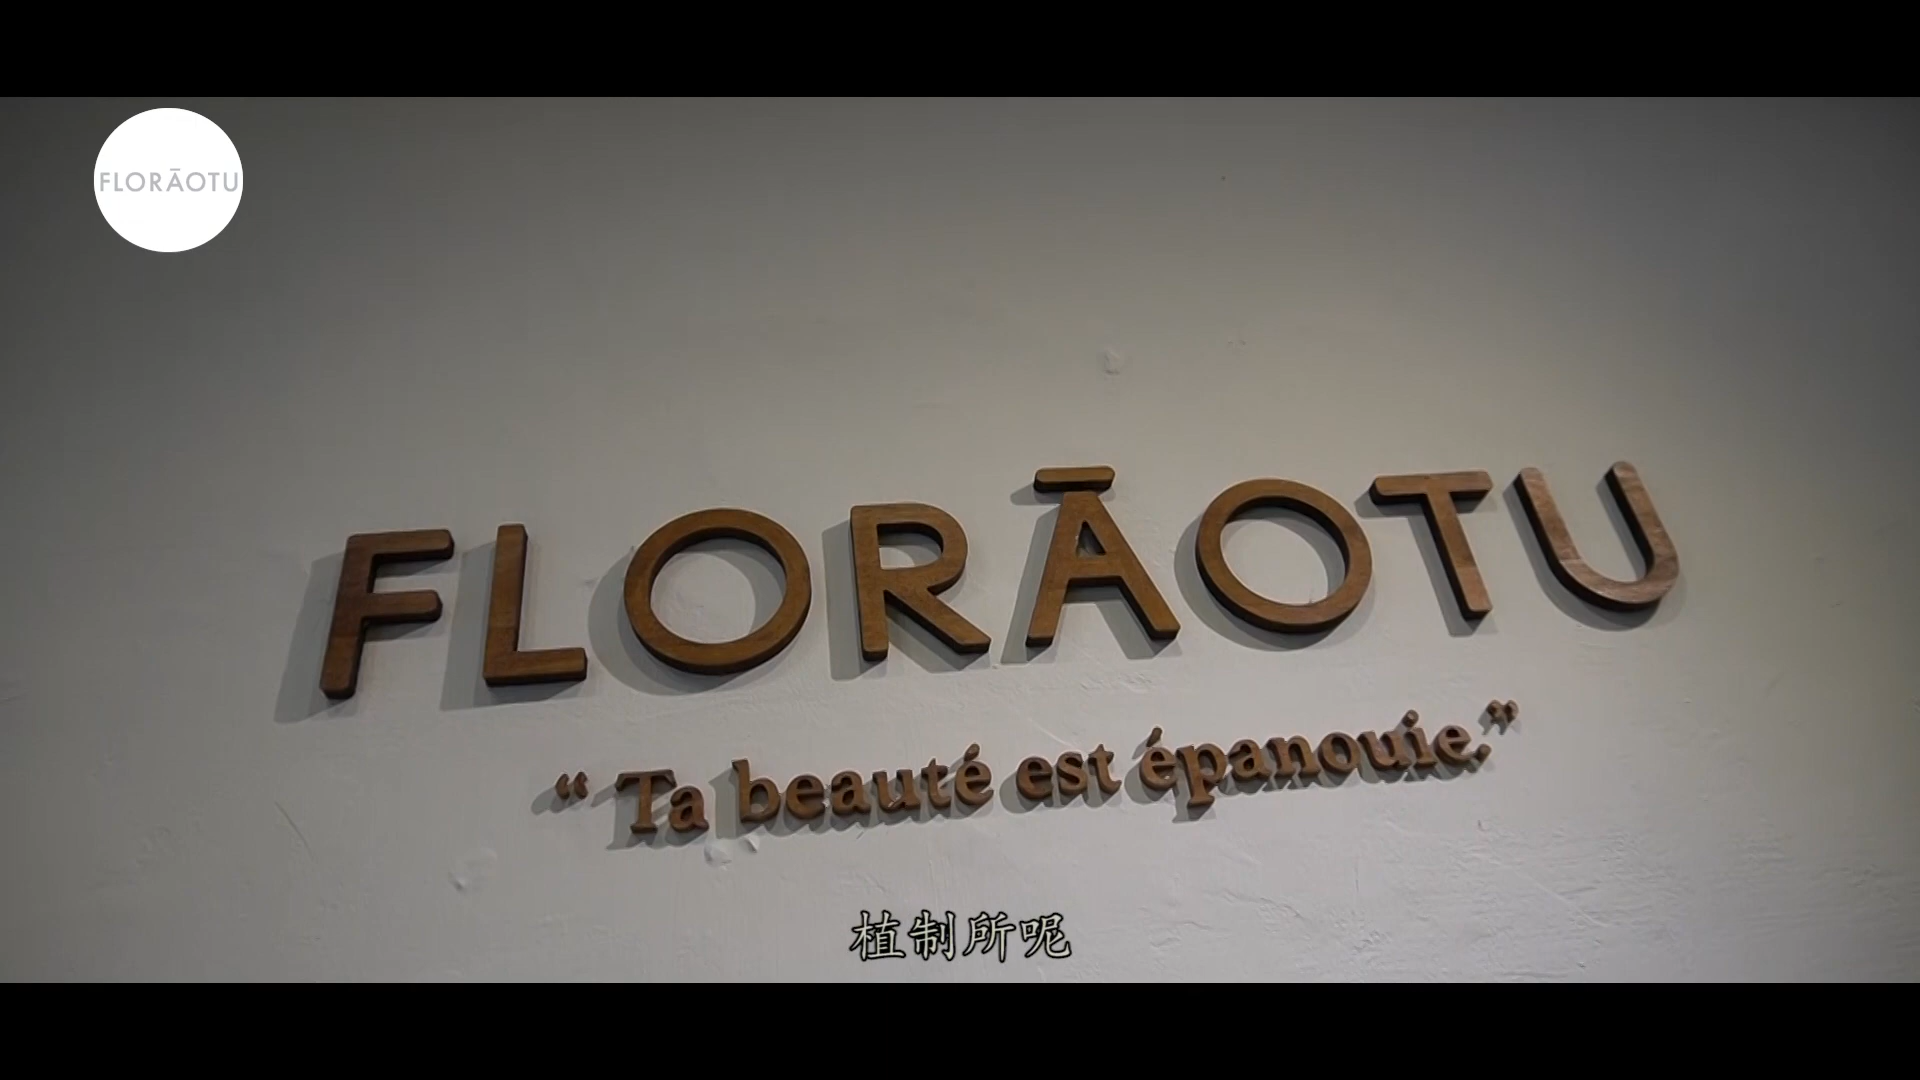 FLORĀOTU
FLORĀOTU
“Ta beauté est épanouie.”
植制所呢